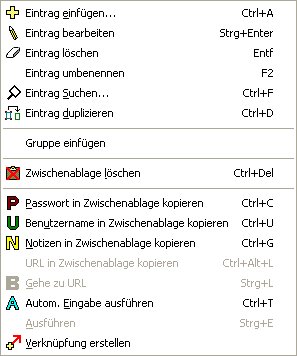 Eintrag einfügen... Ctrl+A
Eintrag bearbeiten Strg+Enter
Eintrag löschen Entf
Eintrag umbenennen F2
Eintrag Suchen... Ctrl+F
Eintrag duplizieren Ctrl+D
Gruppe einfügen
Zwischenablage löschen Ctrl+Del
P Passwort in Zwischenablage kopieren Ctrl+C
U Benutzername in Zwischenablage kopieren Ctrl+U
N Notizen in Zwischenablage kopieren Ctrl+G
URL in Zwischenablage kopieren Ctrl+Alt+L
B Gehe zu URL Strg+L
A Autom. Eingabe ausführen Ctrl+T
Ausführen Strg+E
Verknüpfung erstellen